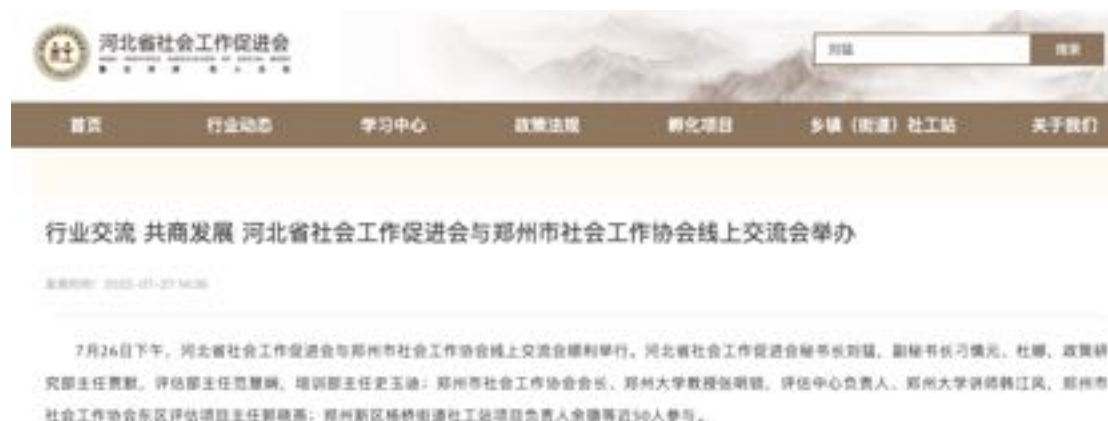 河北省社会工作促进会
刘猛 搜索
首页 行业动态 学习中心 政策法规 孵化项目 乡镇（街道）社工站 关于我们
行业交流 共商发展 河北省社会工作促进会与郑州市社会工作协会线上交流会举办
发布时间：2022-07-27
7月26日下午，河北省社会工作促进会与郑州市社会工作协会线上交流会顺利举行。河北省社会工作促进会秘书长刘猛，副秘书长刁慎元、杜娜，政策研
究部主任贾默，评估部主任范慧娴，培训部主任史玉迪；郑州市社会工作协会会长、郑州大学教授张明锁，评估中心负责人、郑州大学讲师韩江风，郑州市
社会工作协会东区评估项目主任郭晓燕；郑州新区杨桥街道社工站项目负责人余璐等近50人参与。